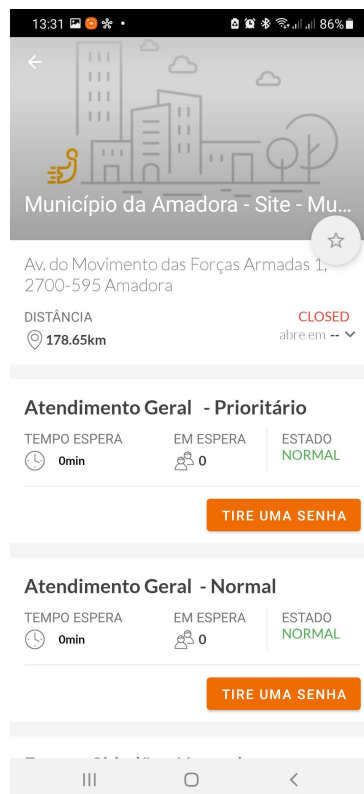 13:31
86%
Município da Amadora - Site - Mu...
Av. do Movimento das Forças Armadas 1,
2700-595 Amadora
DISTÂNCIA
CLOSED
178.65km
abre em --
Atendimento Geral - Prioritário
TEMPO ESPERA EM ESPERA ESTADO
0min 0 NORMAL
TIRE UMA SENHA
Atendimento Geral - Normal
TEMPO ESPERA EM ESPERA ESTADO
0min 0 NORMAL
TIRE UMA SENHA